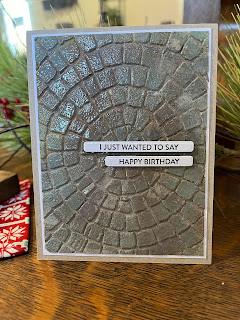 I JUST WANTED TO SAY
HAPPY BIRTHDAY